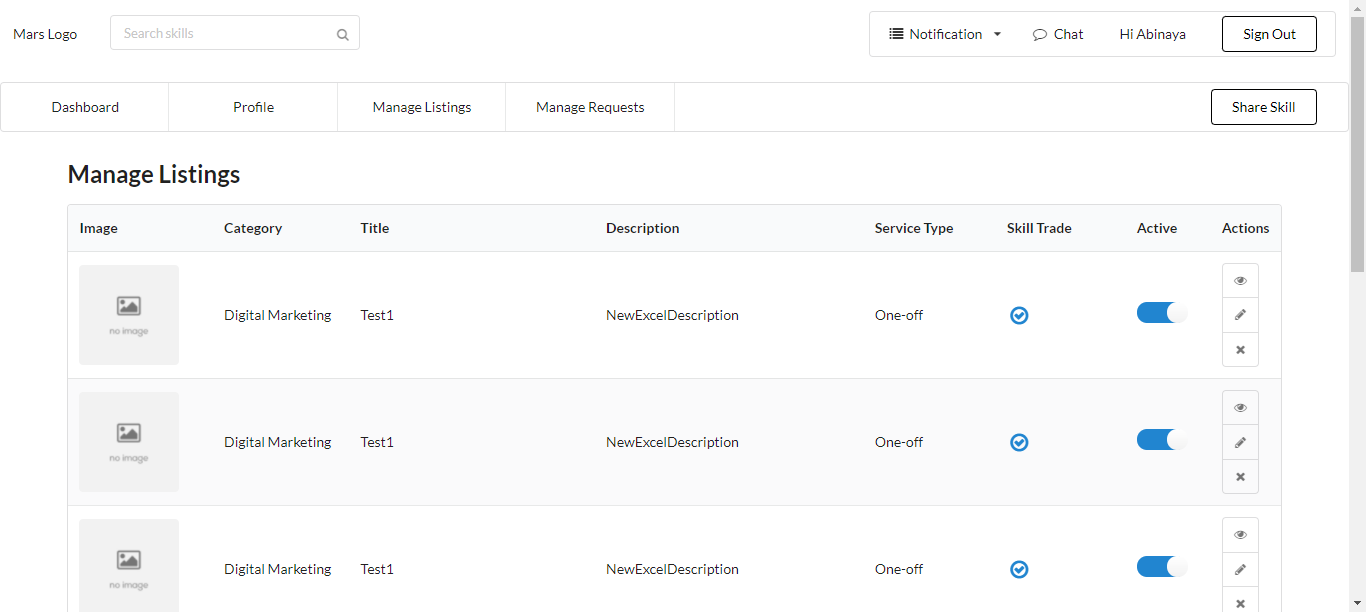 Mars Logo
Search skills
Notification
Chat
Hi Abinaya
Sign Out
Dashboard
Profile
Manage Listings
Manage Requests
Share Skill
Manage Listings
Image Category Title Description Service Type Skill Trade Active Actions
no image
Digital Marketing Test1 NewExcelDescription One-off
no image
Digital Marketing Test1 NewExcelDescription One-off
no image
Digital Marketing Test1 NewExcelDescription One-off